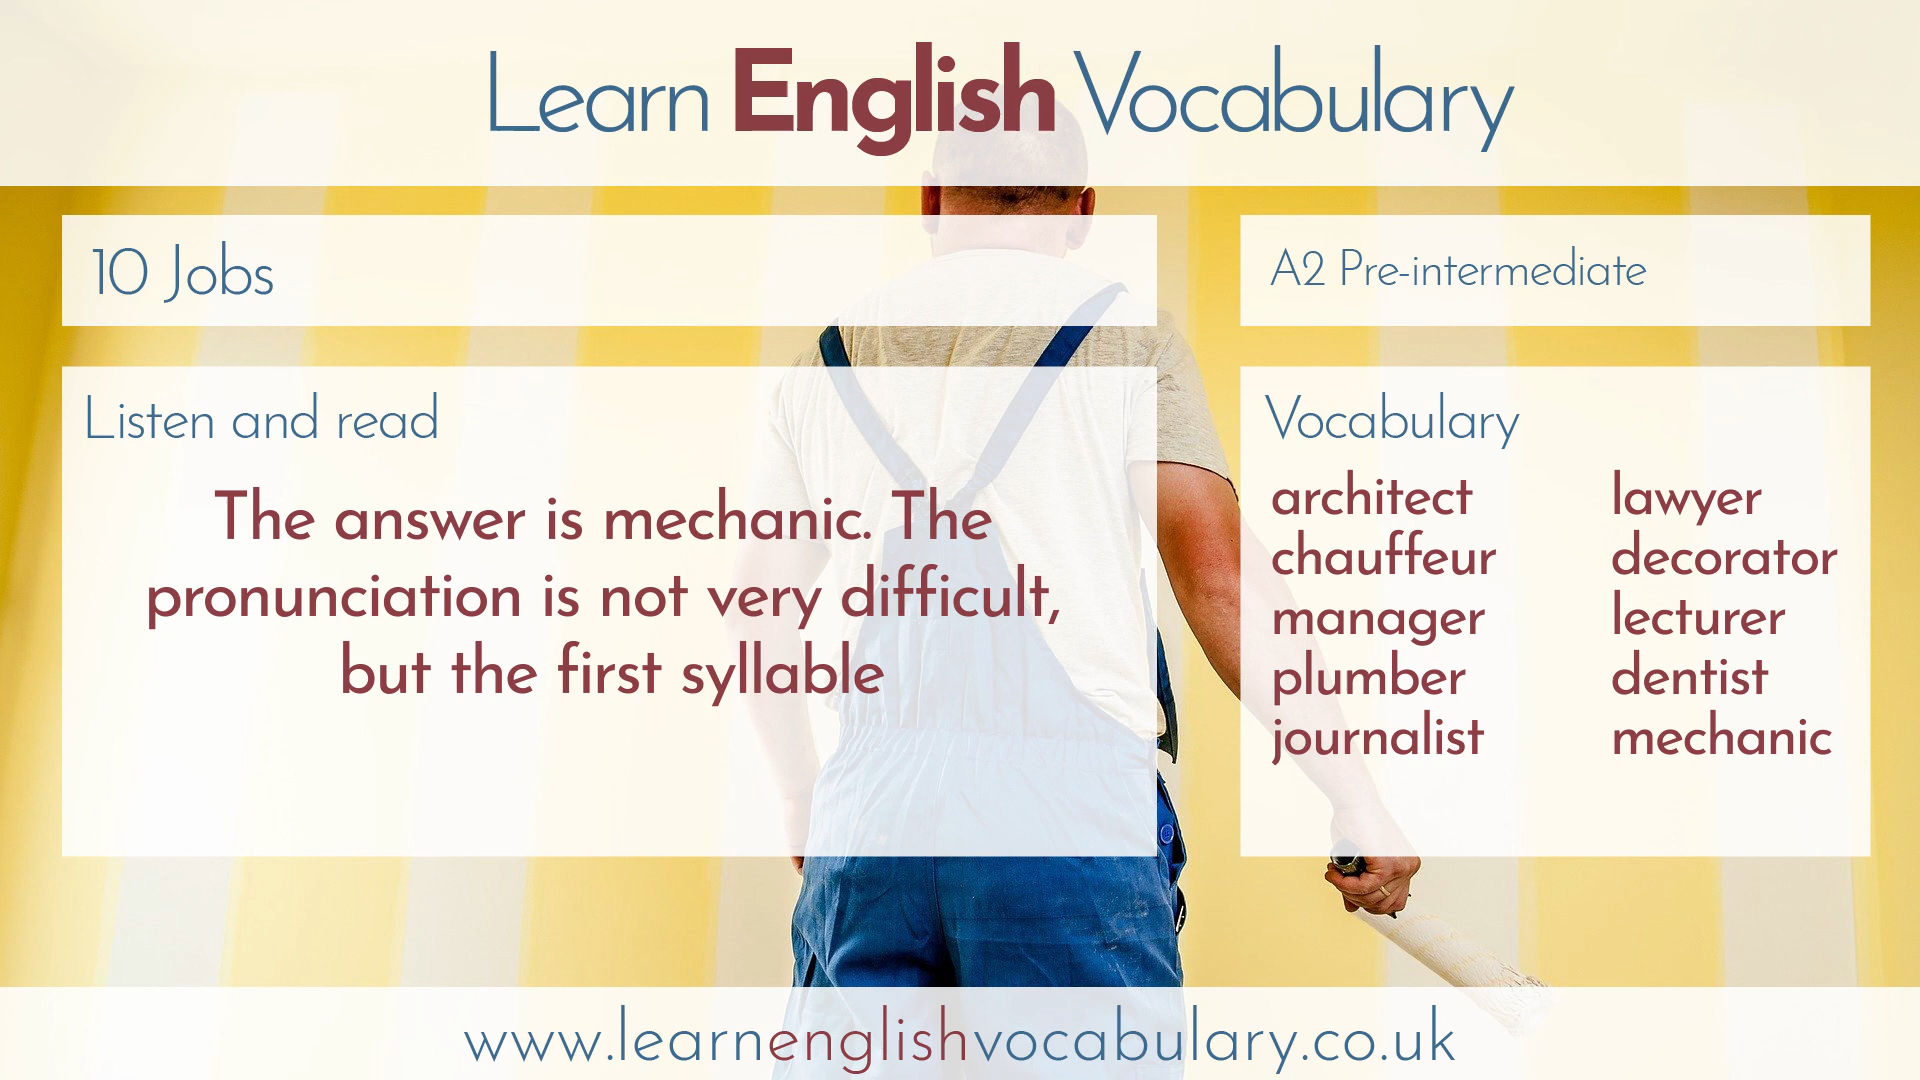 Learn English Vocabulary
10 Jobs
A2 Pre-intermediate
Listen and read
The answer is mechanic. The
pronunciation is not very difficult,
but the first syllable
Vocabulary
architect
chauffeur
manager
plumber
journalist
lawyer
decorator
lecturer
dentist
mechanic
www.learnenglishvocabulary.co.uk